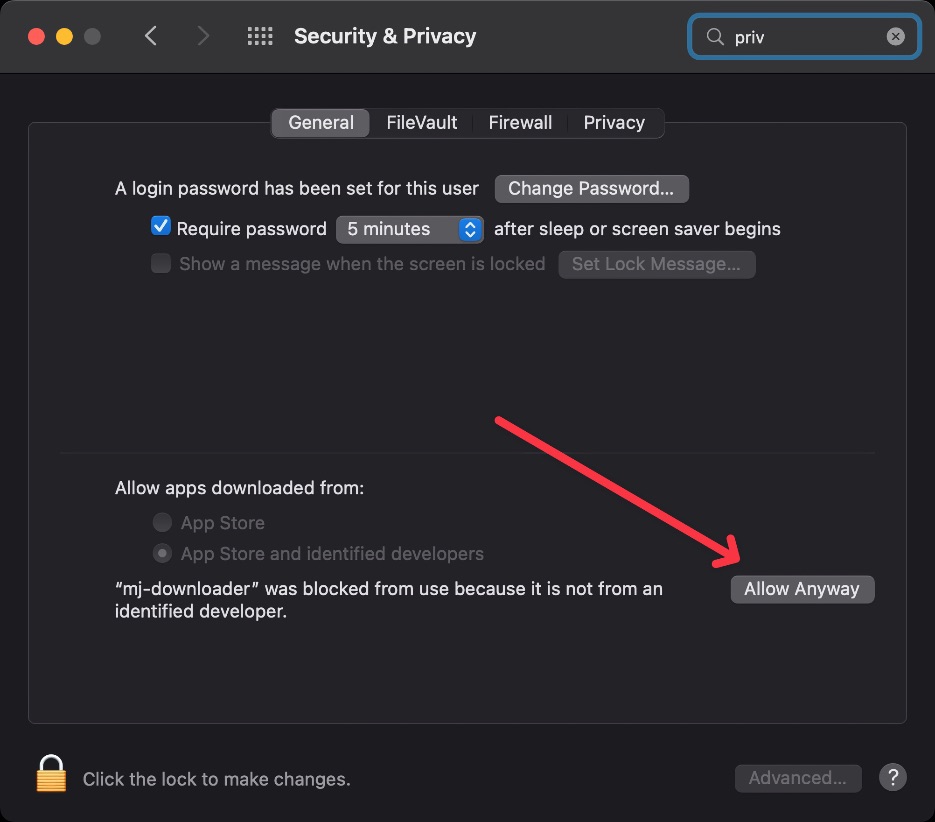 Security & Privacy
priv
General FileVault Firewall Privacy
A login password has been set for this user Change Password...
Require password 5 minutes after sleep or screen saver begins
Show a message when the screen is locked Set Lock Message...
Allow apps downloaded from:
App Store
App Store and identified developers
“mj-downloader” was blocked from use because it is not from an Allow Anyway
identified developer.
Click the lock to make changes. Advanced... ?